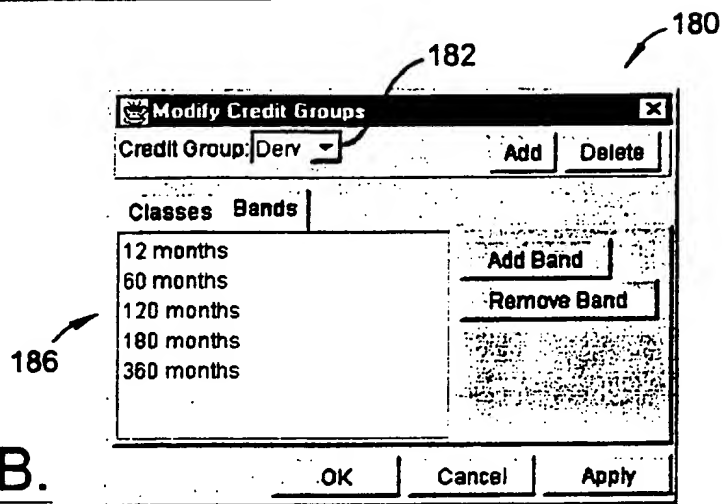 180
182
Modify Credit Groups
Credit Group: Derv Add Delete
Classes Bands
12 months
60 months
120 months
180 months
360 months
Add Band
Remove Band
186
B.
OK Cancel Apply